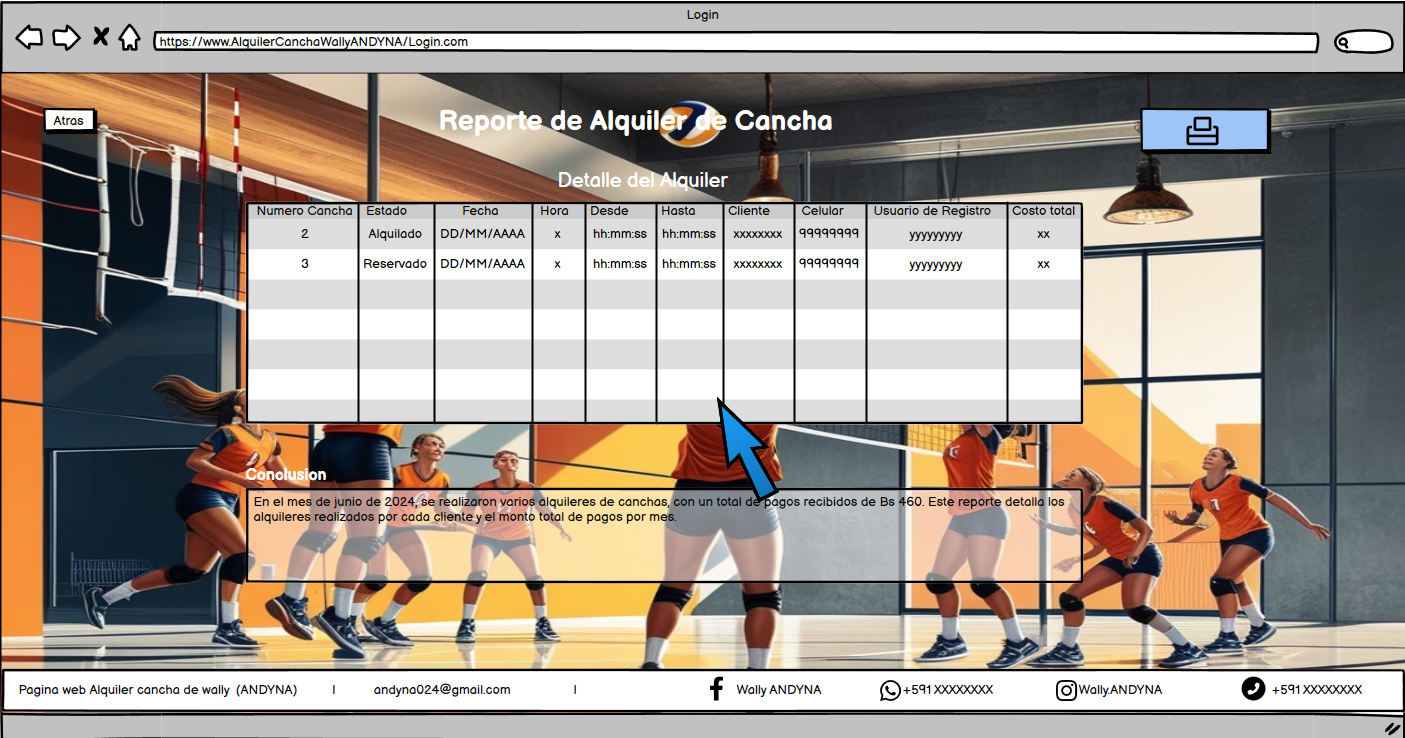 Login
https://www.AlquilerCanchaWallyANDYNA/Login.com
Atras
Reporte de Alquiler de Cancha
Detalle del Alquiler
Numero Cancha Estado Fecha Hora Desde Hasta Cliente Celular Usuario de Registro Costo total
2 Alquilado DD/MM/AAAA x hh:mm:ss hh:mm:ss xxxxxxxx 99999999 yyyyyyyyy xx
3 Reservado DD/MM/AAAA x hh:mm:ss hh:mm:ss xxxxxxxx 99999999 yyyyyyyyy xx
Conclusion
En el mes de junio de 2024, se realizaron varios alquileres de canchas, con un total de pagos recibidos de Bs 460. Este reporte detalla los
alquileres realizados por cada cliente y el monto total de pagos por mes.
Pagina web Alquiler cancha de wally (ANDYNA) | andyna024@gmail.com | Wally ANDYNA +591 XXXXXXXX Wally.ANDYNA +591 XXXXXXXX